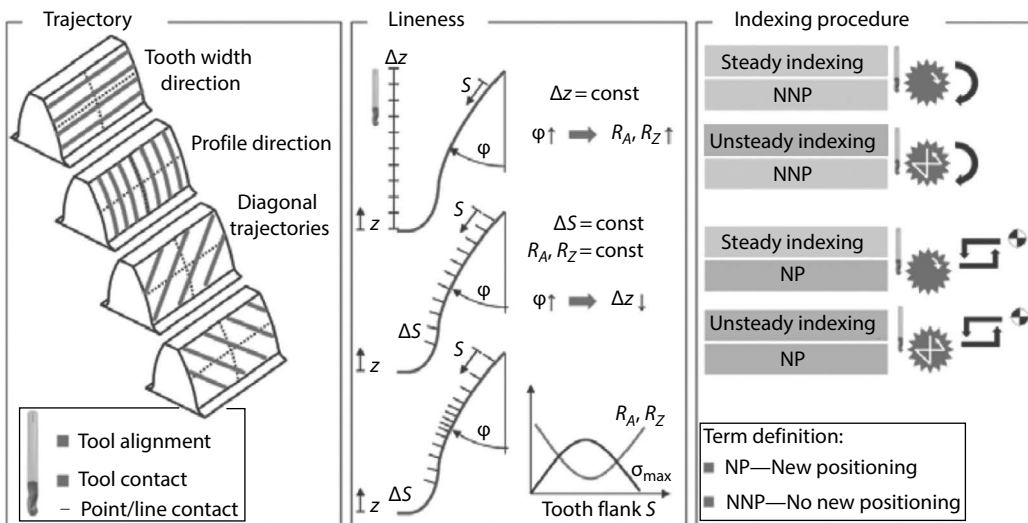 Trajectory
Tooth width
direction
Profile direction
Diagonal
trajectories
Tool alignment
Tool contact
– Point/line contact
Lineness
Δz
S
Δz = const
φ↑ ➡ R_A, R_Z ↑
φ
z
S
ΔS = const
R_A, R_Z = const
φ↑ ➡ Δz ↓
φ
ΔS
z
S
φ
ΔS
z
R_A, R_Z
σ_max
Tooth flank S
Indexing procedure
Steady indexing
NNP
Unsteady indexing
NNP
Steady indexing
NP
Unsteady indexing
NP
Term definition:
NP—New positioning
NNP—No new positioning